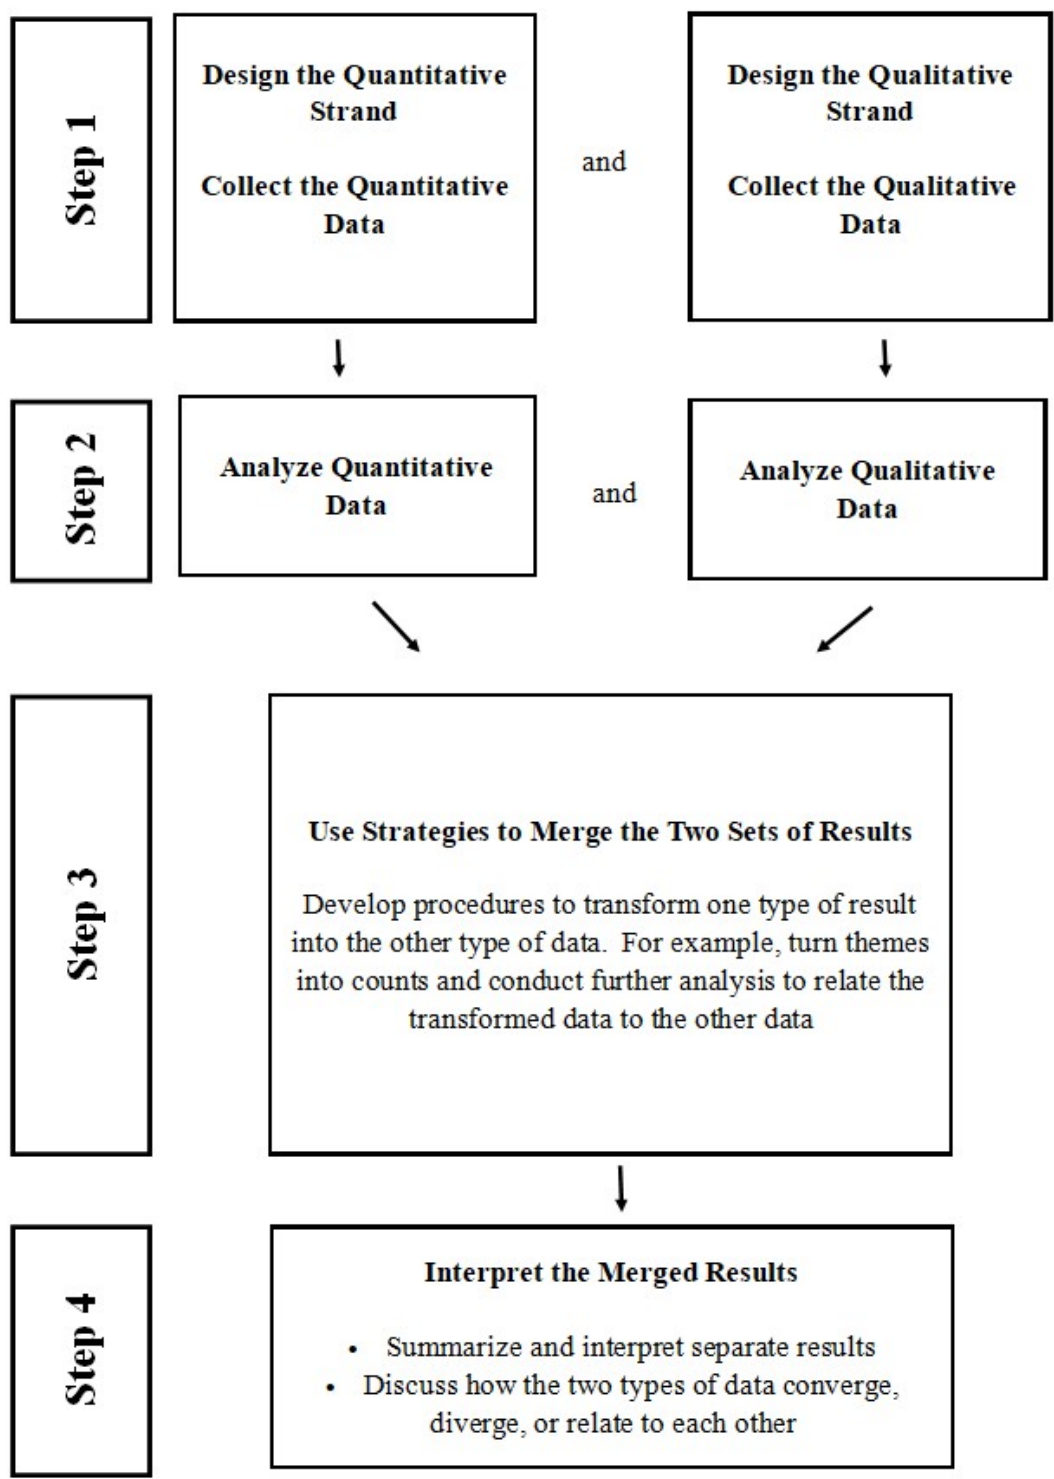 Step 1
Design the Quantitative
Strand
Collect the Quantitative
Data
and
Design the Qualitative
Strand
Collect the Qualitative
Data
Step 2
Analyze Quantitative
Data
and
Analyze Qualitative
Data
Step 3
Use Strategies to Merge the Two Sets of Results
Develop procedures to transform one type of result
into the other type of data. For example, turn themes
into counts and conduct further analysis to relate the
transformed data to the other data
Step 4
Interpret the Merged Results
• Summarize and interpret separate results
• Discuss how the two types of data converge,
diverge, or relate to each other